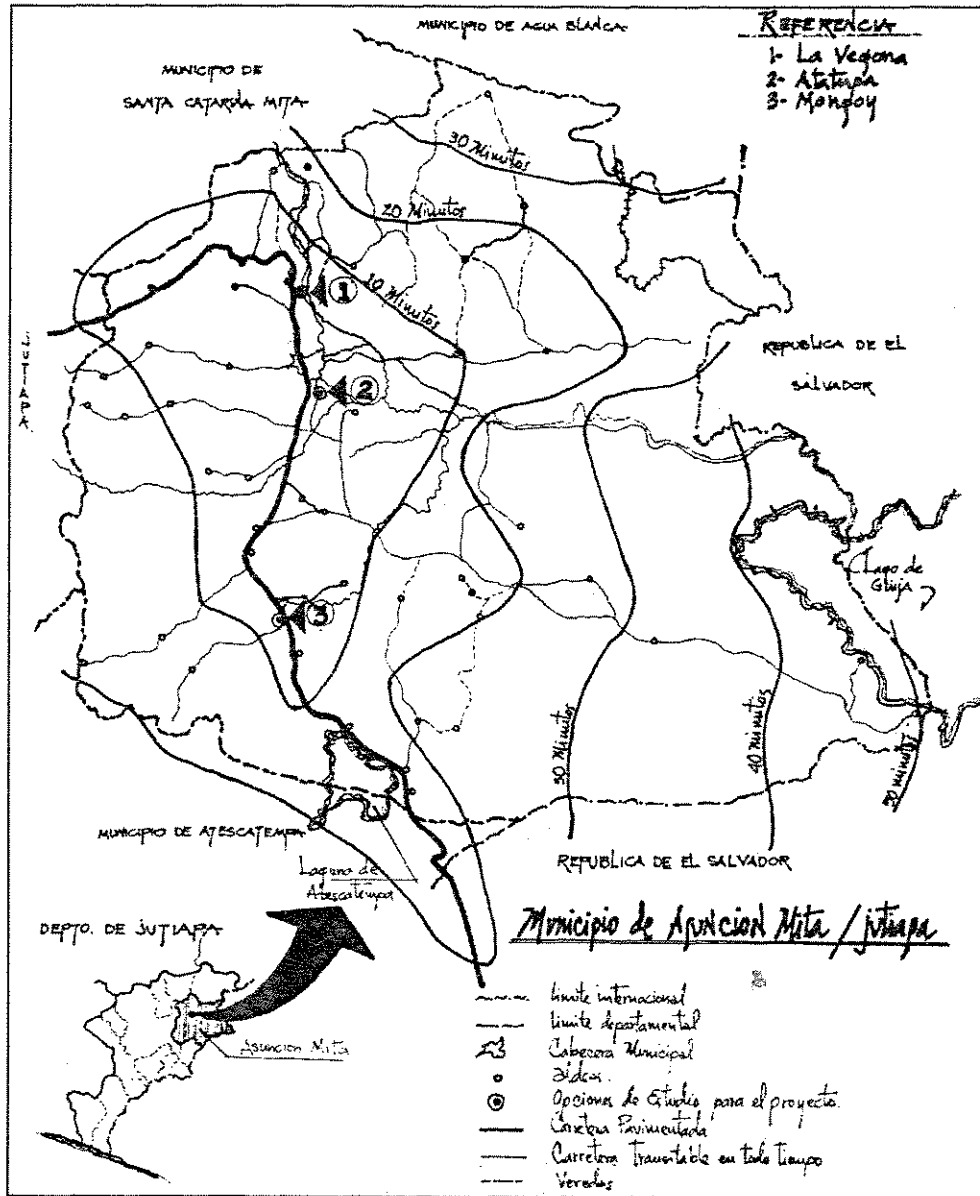 MUNICIPIO DE AGUA BLANCA
REFERENCIA
1- La Vegona
2- Atatupa
3- Mongoy
MUNICIPIO DE
SANTA CATARINA MITA
30 Minutos
20 Minutos
10 Minutos
1
JUTIAPA
REPUBLICA DE EL
SALVADOR
2
Lago de
Güija
3
30 Minutos
40 minutos
50 minutos
MUNICIPIO DE ATESCATEMPA
Laguna de
Atescatempa
REPUBLICA DE EL SALVADOR
Municipio de Asuncion Mita / jutiapa
DEPTO. DE JUTIAPA
Asuncion Mita
limite internacional
limite departamental
Cabecera Municipal
aldeas.
Opciones de Estudio para el proyecto.
Carretera Pavimentada
Carretera Transitable en todo tiempo
Veredas